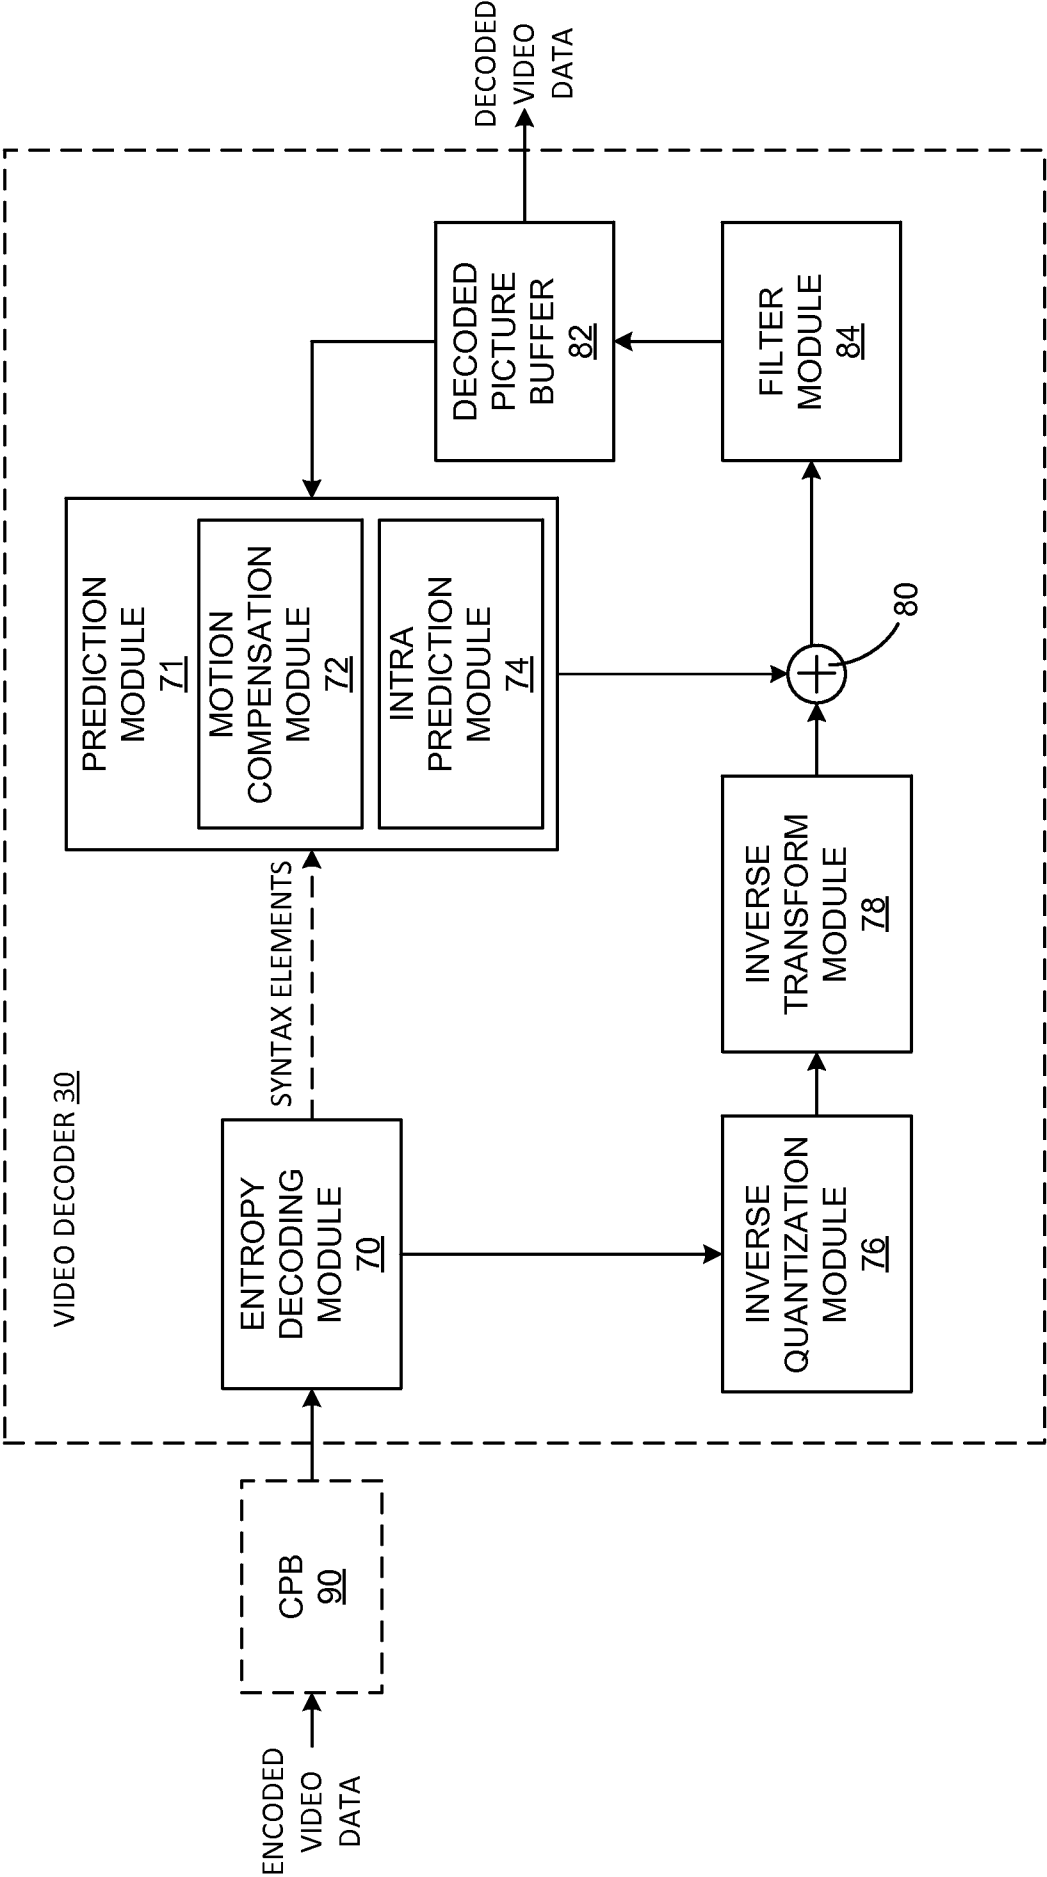 VIDEO DECODER 30
ENCODED
VIDEO
DATA
CPB
90
ENTROPY
DECODING
MODULE
70
SYNTAX ELEMENTS
PREDICTION
MODULE
71
MOTION
COMPENSATION
MODULE
72
INTRA
PREDICTION
MODULE
74
DECODED
PICTURE
BUFFER
82
DECODED
VIDEO
DATA
INVERSE
QUANTIZATION
MODULE
76
INVERSE
TRANSFORM
MODULE
78
80
FILTER
MODULE
84